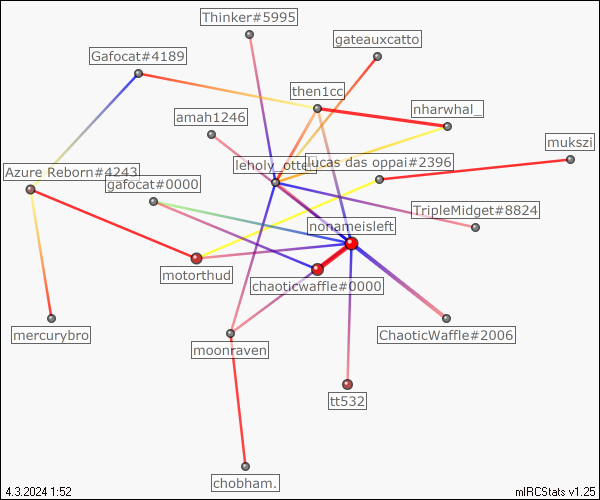 Thinker#5995
gateauxcatto
Gafocat#4189
then1cc
nharwhal_
amah1246
mukszi
leholy_otter
lucas das oppai#2396
Azure Reborn#4243
gafocat#0000
TripleMidget#8824
nonameisleft
motorthud
chaoticwaffle#0000
mercurybro
ChaoticWaffle#2006
moonraven
tt532
chobham.
4.3.2024 1:52
mIRCStats v1.25